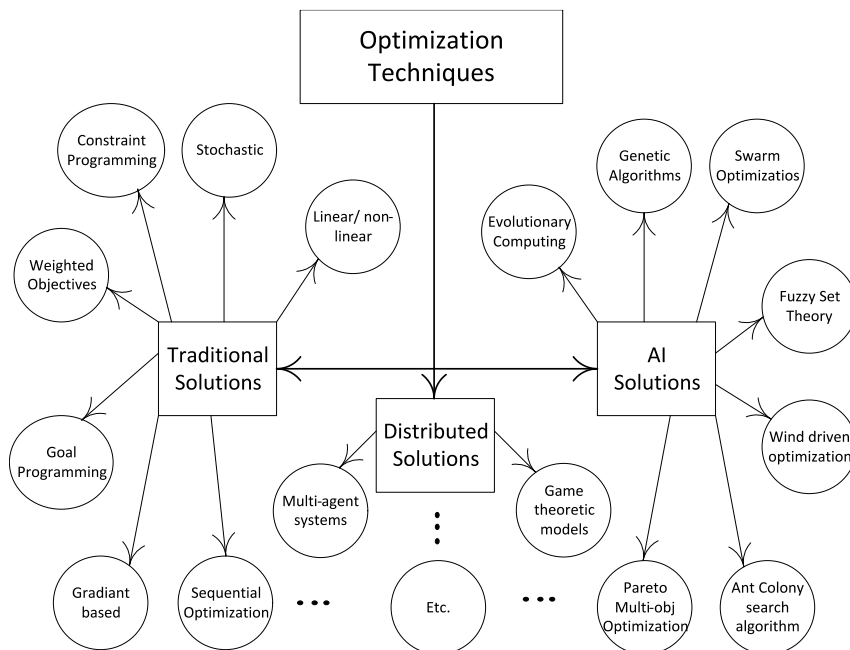 Optimization
Techniques
Constraint
Programming
Stochastic
Linear/ non-
linear
Weighted
Objectives
Traditional
Solutions
Goal
Programming
Gradiant
based
Sequential
Optimization
Evolutionary
Computing
Genetic
Algorithms
Swarm
Optimizatios
Fuzzy Set
Theory
AI
Solutions
Wind driven
optimization
Distributed
Solutions
Multi-agent
systems
Game
theoretic
models
Etc.
Pareto
Multi-obj
Optimization
Ant Colony
search
algorithm